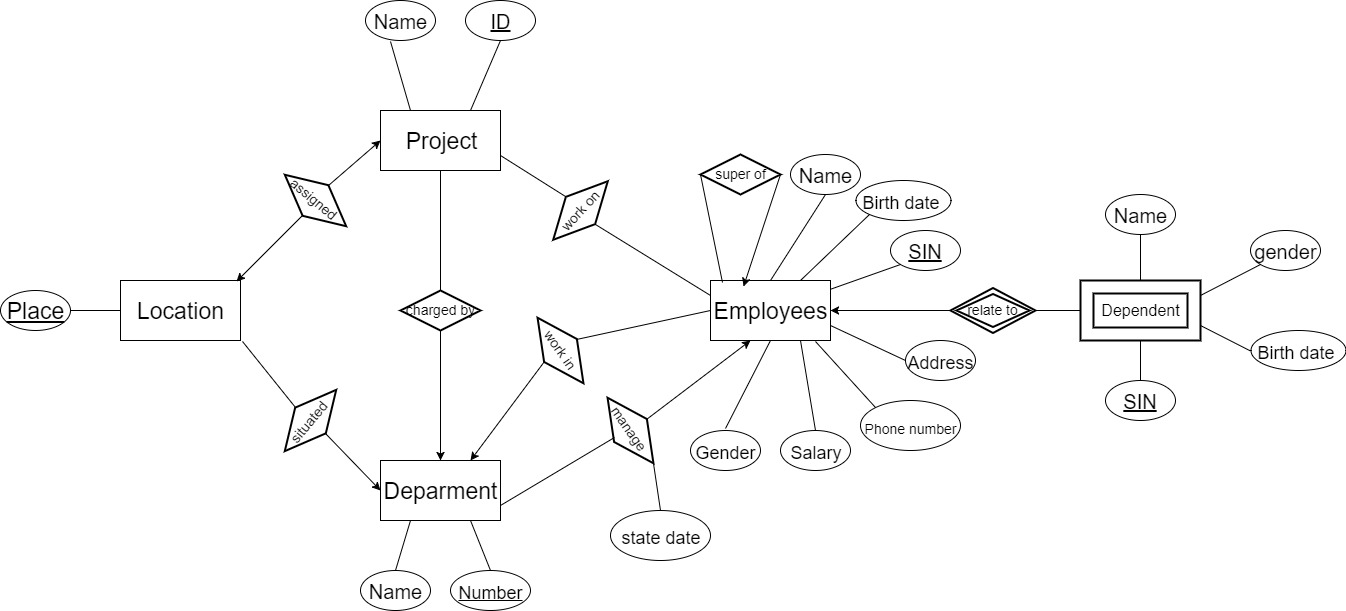 Name
ID
Project
assigned
work on
super of
Name
Birth date
SIN
Name
gender
Place
Location
charged by
Employees
relate to
Dependent
work in
Address
Birth date
situated
manage
SIN
Phone number
Gender
Salary
Deparment
state date
Name
Number